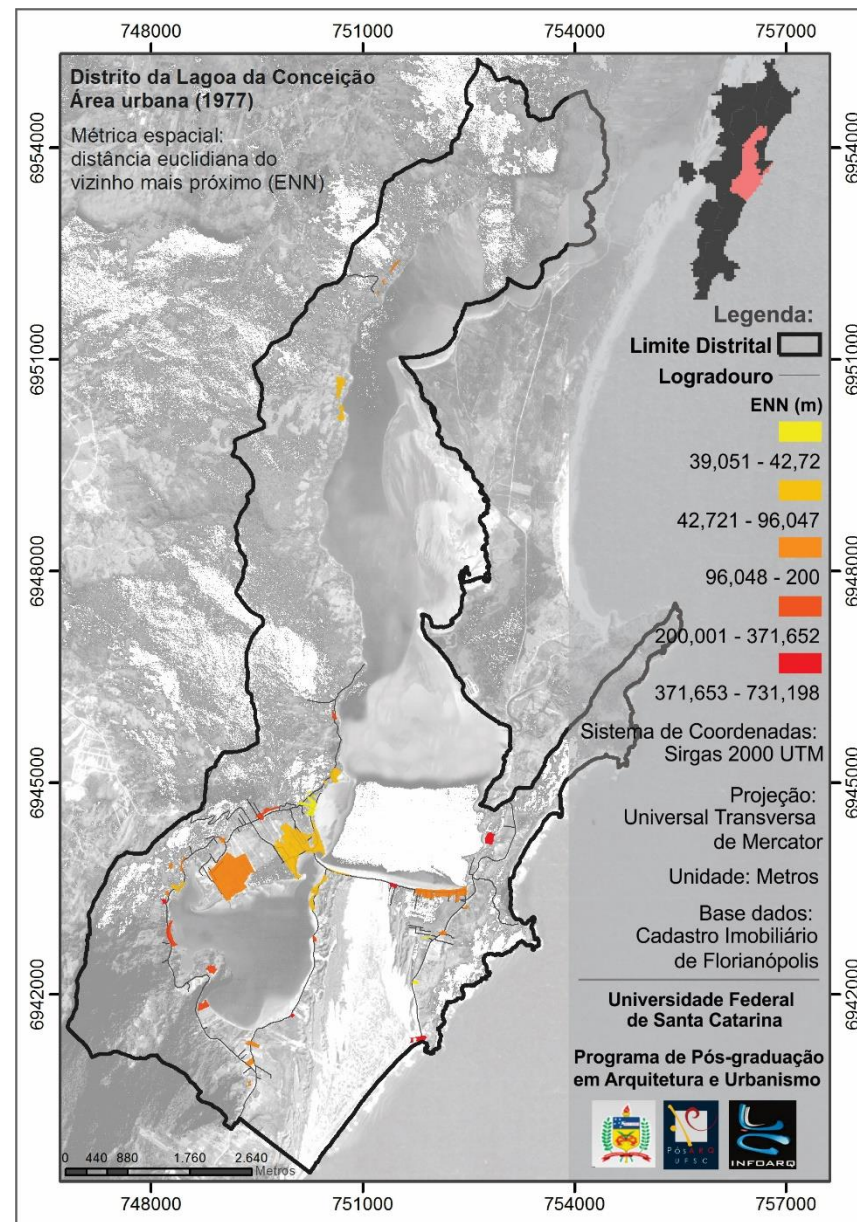 748000 751000 754000 757000
Distrito da Lagoa da Conceição
Área urbana (1977)
Métrica espacial:
distância euclidiana do
vizinho mais próximo (ENN)
6954000 6954000
6951000 6951000
6948000 6948000
6945000 6945000
6942000 6942000
Legenda:
Limite Distrital
Logradouro
ENN (m)
39,051 - 42,72
42,721 - 96,047
96,048 - 200
200,001 - 371,652
371,653 - 731,198
Sistema de Coordenadas:
Sirgas 2000 UTM
Projeção:
Universal Transversa
de Mercator
Unidade: Metros
Base dados:
Cadastro Imobiliário
de Florianópolis
Universidade Federal
de Santa Catarina
Programa de Pós-graduação
em Arquitetura e Urbanismo
PósARQ
UFSC
INFOARQ
0 440 880 1.760 2.640
Metros
748000 751000 754000 757000